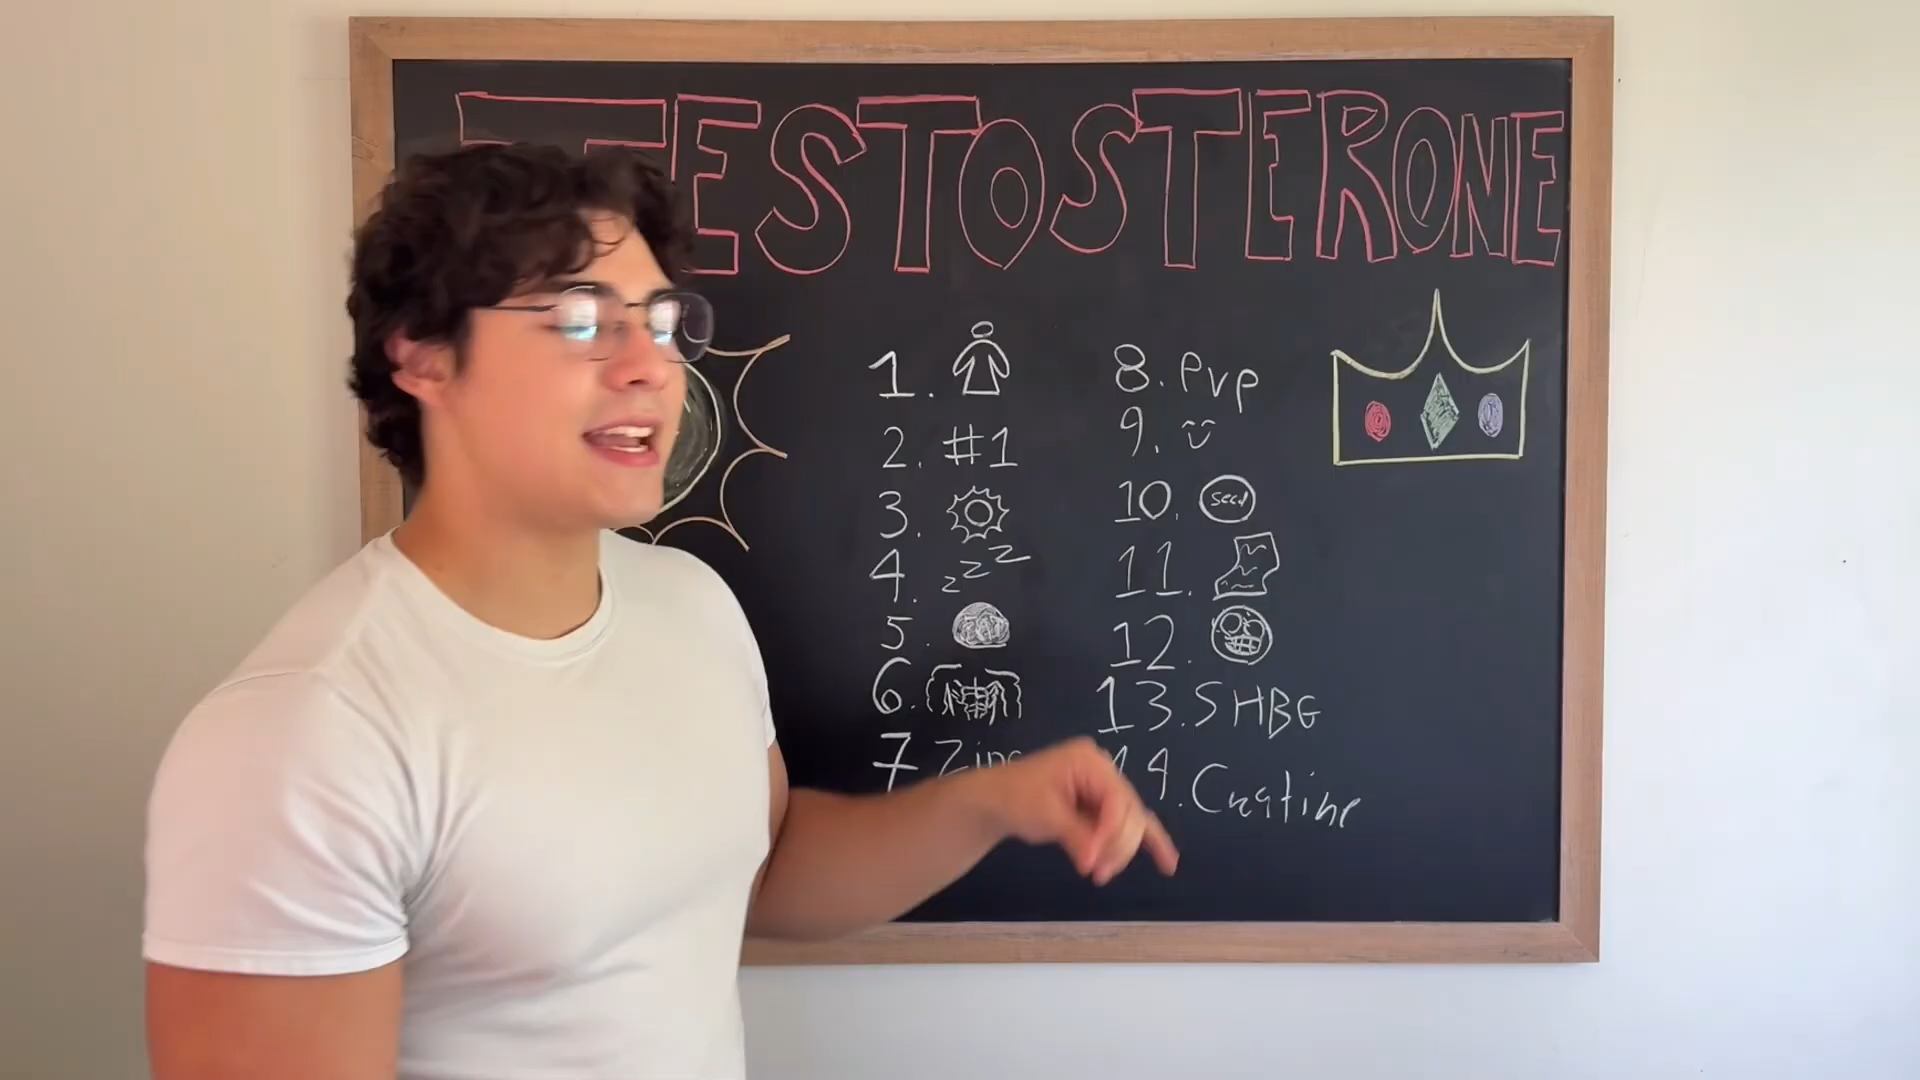 TESTOSTERONE
1.
2. #1
3.
4. zzz
5.
6.
7 Zinc
8. PvP
9. ü
10. seed
11.
12.
13. SHBG
14. Creatine